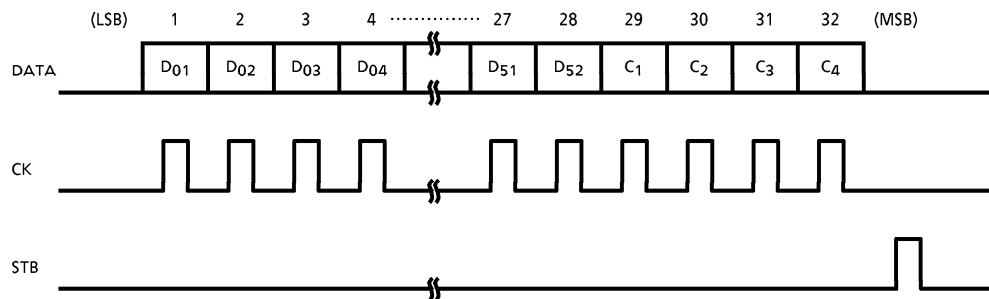 (LSB) 1 2 3 4 ·········· 27 28 29 30 31 32 (MSB)
DATA D01 D02 D03 D04 D51 D52 C1 C2 C3 C4
CK
STB